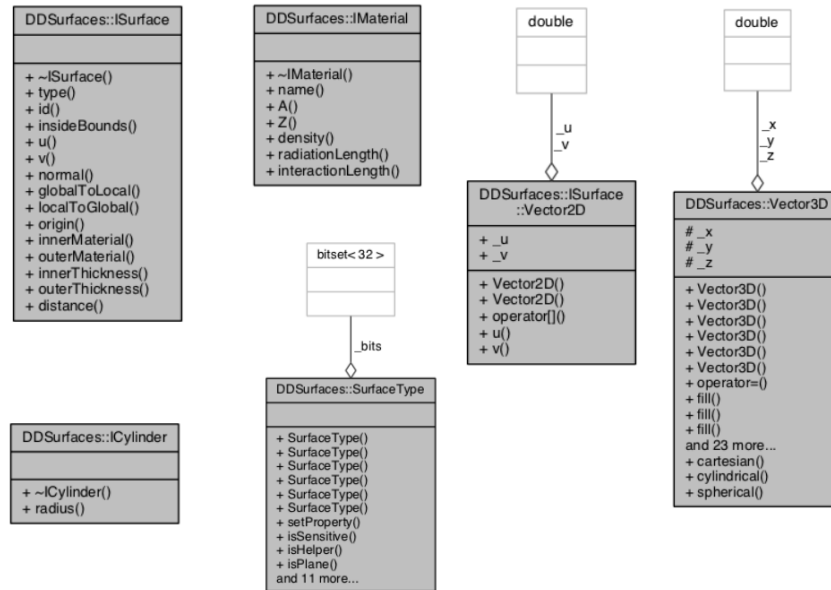 DDSurfaces::ISurface
+ ~ISurface()
+ type()
+ id()
+ insideBounds()
+ u()
+ v()
+ normal()
+ globalToLocal()
+ localToGlobal()
+ origin()
+ innerMaterial()
+ outerMaterial()
+ innerThickness()
+ outerThickness()
+ distance()
DDSurfaces::IMaterial
+ ~IMaterial()
+ name()
+ A()
+ Z()
+ density()
+ radiationLength()
+ interactionLength()
double
_u
_v
DDSurfaces::ISurface
::Vector2D
+ _u
+ _v
+ Vector2D()
+ Vector2D()
+ operator[]()
+ u()
+ v()
double
_x
_y
_z
DDSurfaces::Vector3D
# _x
# _y
# _z
+ Vector3D()
+ Vector3D()
+ Vector3D()
+ Vector3D()
+ Vector3D()
+ Vector3D()
+ operator=()
+ fill()
+ fill()
+ fill()
and 23 more...
+ cartesian()
+ cylindrical()
+ spherical()
bitset< 32 >
_bits
DDSurfaces::SurfaceType
+ SurfaceType()
+ SurfaceType()
+ SurfaceType()
+ SurfaceType()
+ SurfaceType()
+ SurfaceType()
+ setProperty()
+ isSensitive()
+ isHelper()
+ isPlane()
and 11 more...
DDSurfaces::ICylinder
+ ~ICylinder()
+ radius()